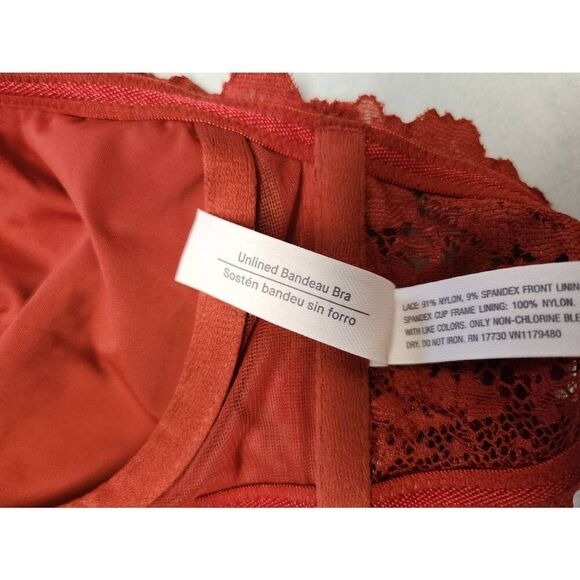 Unlined Bandeau Bra
Sostén bandeu sin forro
LACE: 91% NYLON, 9% SPANDEX FRONT LINING
SPANDEX CUP FRAME LINING: 100% NYLON.
WITH LIKE COLORS. ONLY NON-CHLORINE BLE
DRY. DO NOT IRON. RN 17730 VN1179480